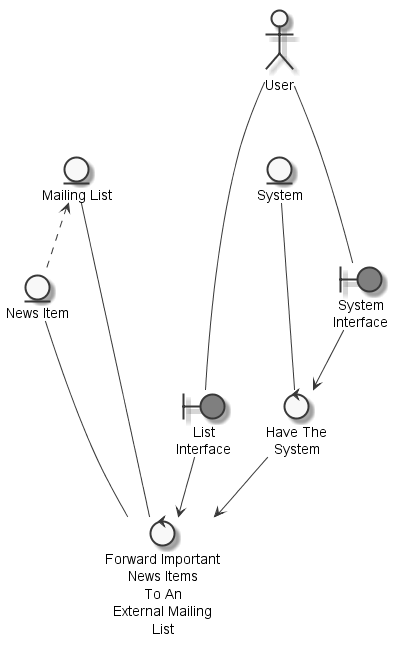 User
Mailing List
System
News Item
System
Interface
List
Interface
Have The
System
Forward Important
News Items
To An
External Mailing
List